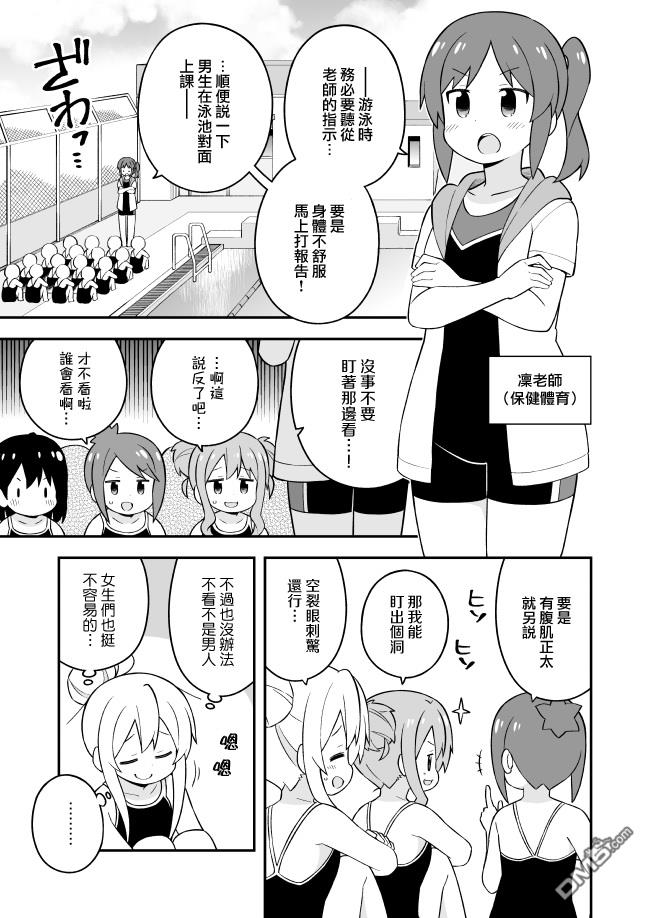 ——游泳時
務必要聽從
老師的指示…
…順便說一下
男生在泳池對面
上課——
ざわっ…
要是
身體不舒服
馬上打報告！
凜老師
（保健體育）
沒事不要
盯著那邊看…！
…啊這
説反了吧…
才不看啦
誰會看啊…
要是
有腹肌正太
就另說
ヒソ
ヒソ
那我能
盯出個洞
空裂眼刺驚
還行…
不過也沒辦法
不看不是男人
女生們也挺
不容易的…
嗯
嗯
………
DM5.com